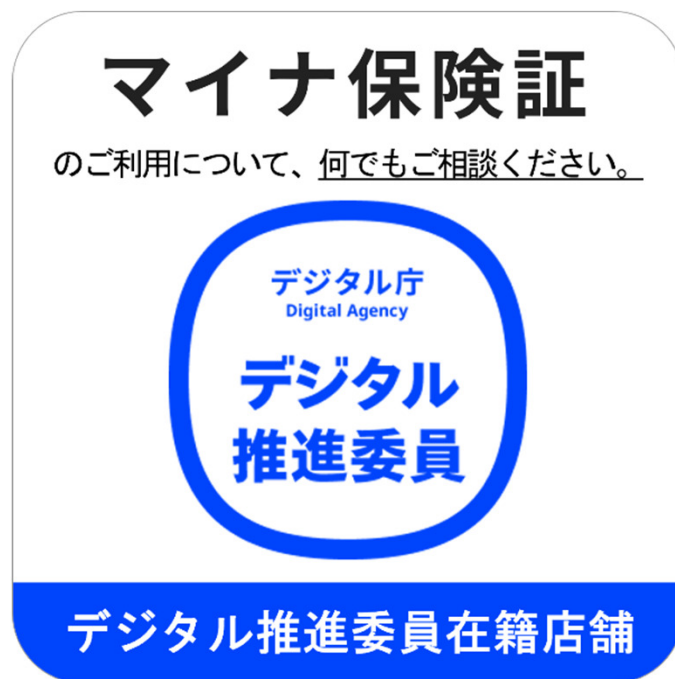 マイナ保険証
のご利用について、何でもご相談ください。
デジタル庁
Digital Agency
デジタル
推進委員
デジタル推進委員在籍店舗